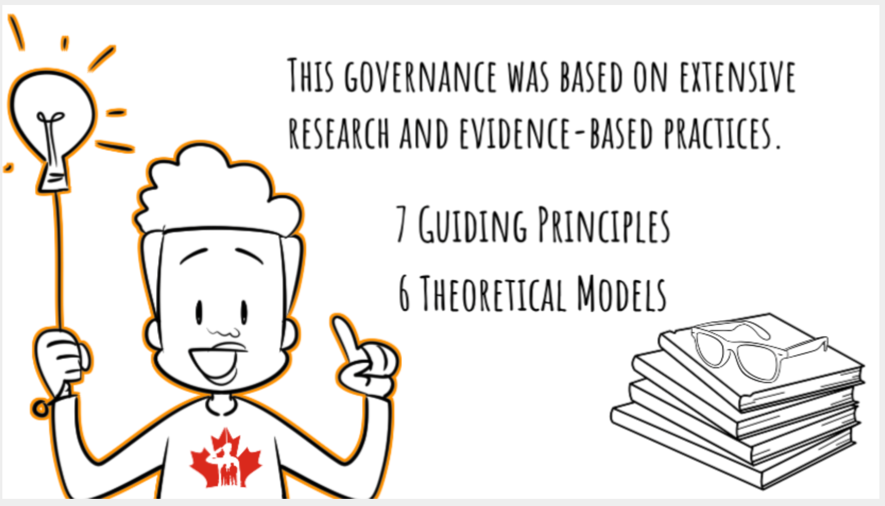 This governance was based on extensive
research and evidence-based practices.
7 Guiding Principles
6 Theoretical Models